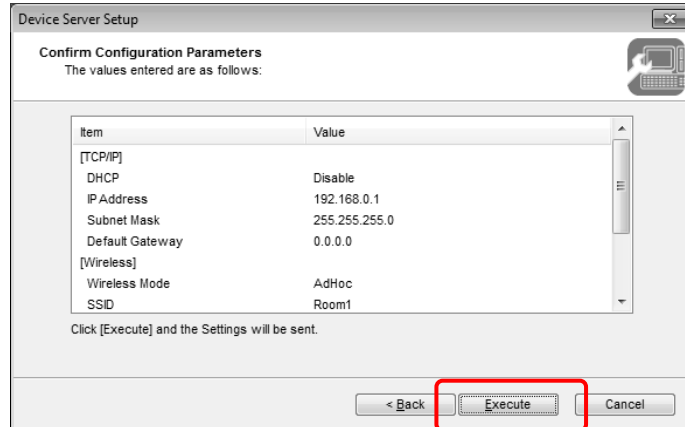 Device Server Setup
Confirm Configuration Parameters
The values entered are as follows:
Item Value
[TCP/IP]
DHCP Disable
IP Address 192.168.0.1
Subnet Mask 255.255.255.0
Default Gateway 0.0.0.0
[Wireless]
Wireless Mode AdHoc
SSID Room1
Click [Execute] and the Settings will be sent.
< Back Execute Cancel